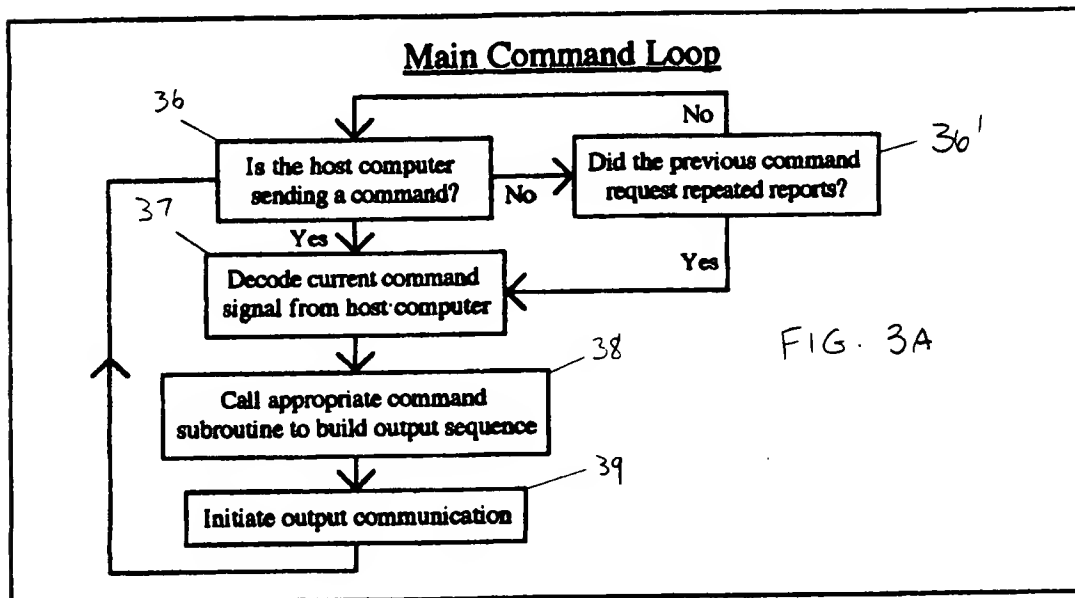 Main Command Loop
36
Is the host computer
sending a command?
No
No
Did the previous command
request repeated reports?
36'
37
Yes
Yes
Decode current command
signal from host computer
FIG. 3A
38
Call appropriate command
subroutine to build output sequence
39
Initiate output communication